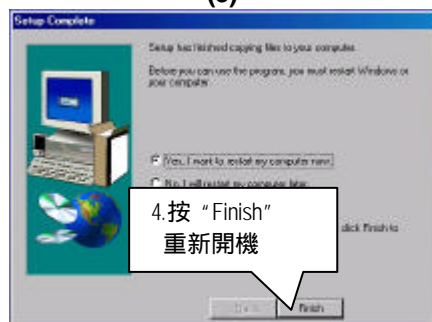 Setup Complete
Setup has finished copying files to your computer.
Before you can use the program, you must restart Windows or
your computer.
Yes, I want to restart my computer now.
No, I will restart my computer later.
4.按 “Finish”
重新開機
click Finish to
Finish